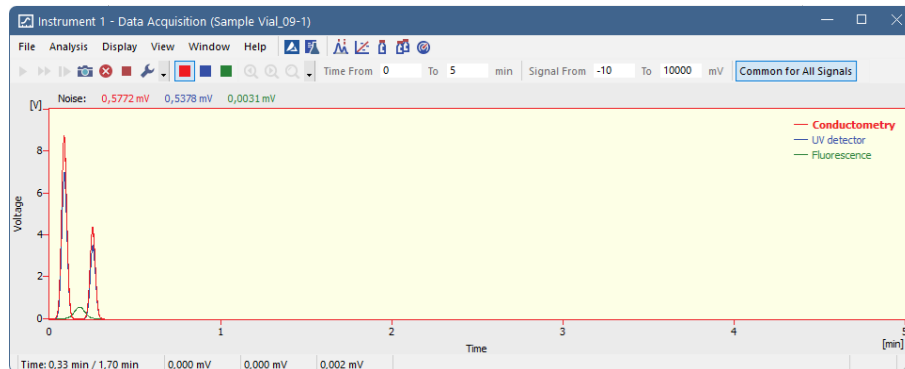 Instrument 1 - Data Acquisition (Sample Vial_09-1)
File Analysis Display View Window Help
Time From 0 To 5 min Signal From -10 To 10000 mV Common for All Signals
Noise: 0,5772 mV 0,5378 mV 0,0031 mV
[V]
Conductometry
UV detector
Fluorescence
8
6
4
2
0
Voltage
0 1 2 3 4 5
Time
[min]
Time: 0,33 min / 1,70 min 0,000 mV 0,000 mV 0,002 mV